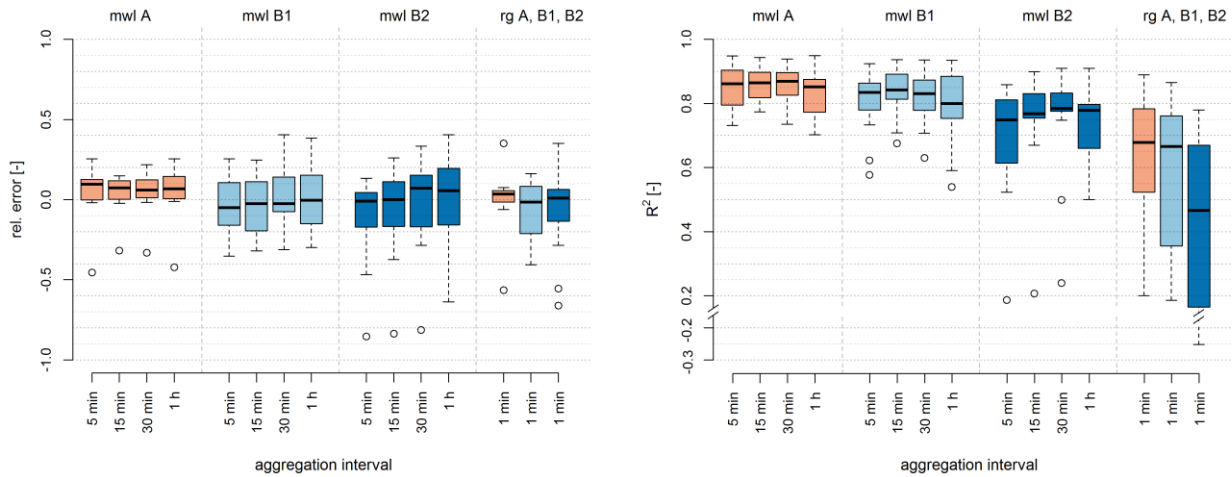 mwl A mwl B1 mwl B2 rg A, B1, B2
rel. error [-]
1.0
0.5
0.0
-0.5
-1.0
5 min 15 min 30 min 1 h 5 min 15 min 30 min 1 h 5 min 15 min 30 min 1 h 1 min 1 min 1 min
aggregation interval
mwl A mwl B1 mwl B2 rg A, B1, B2
R² [-]
1.0
0.8
0.6
0.4
0.2
-0.2
-0.3
5 min 15 min 30 min 1 h 5 min 15 min 30 min 1 h 5 min 15 min 30 min 1 h 1 min 1 min 1 min
aggregation interval